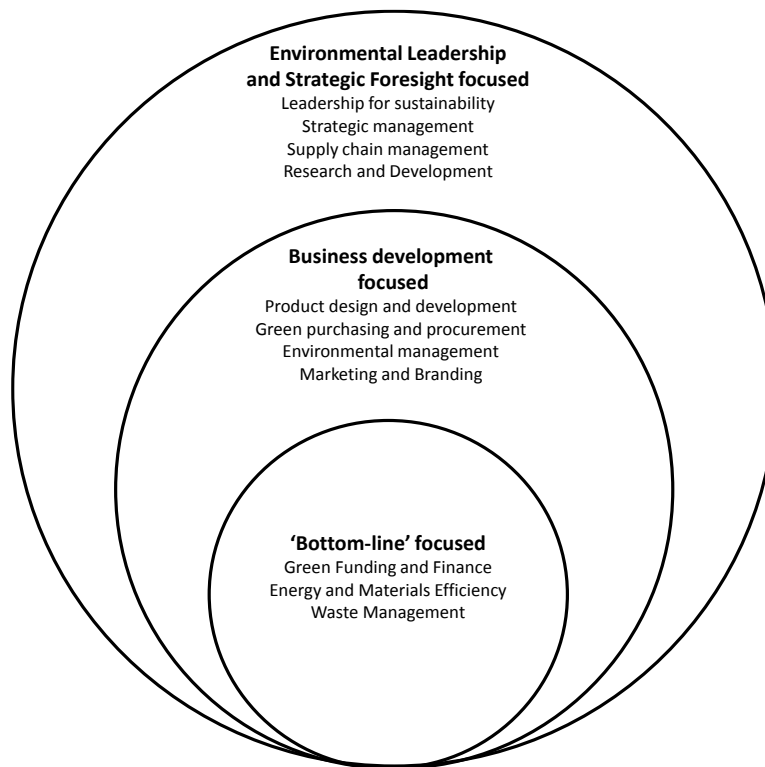 Environmental Leadership
and Strategic Foresight focused
Leadership for sustainability
Strategic management
Supply chain management
Research and Development
Business development
focused
Product design and development
Green purchasing and procurement
Environmental management
Marketing and Branding
‘Bottom-line’ focused
Green Funding and Finance
Energy and Materials Efficiency
Waste Management